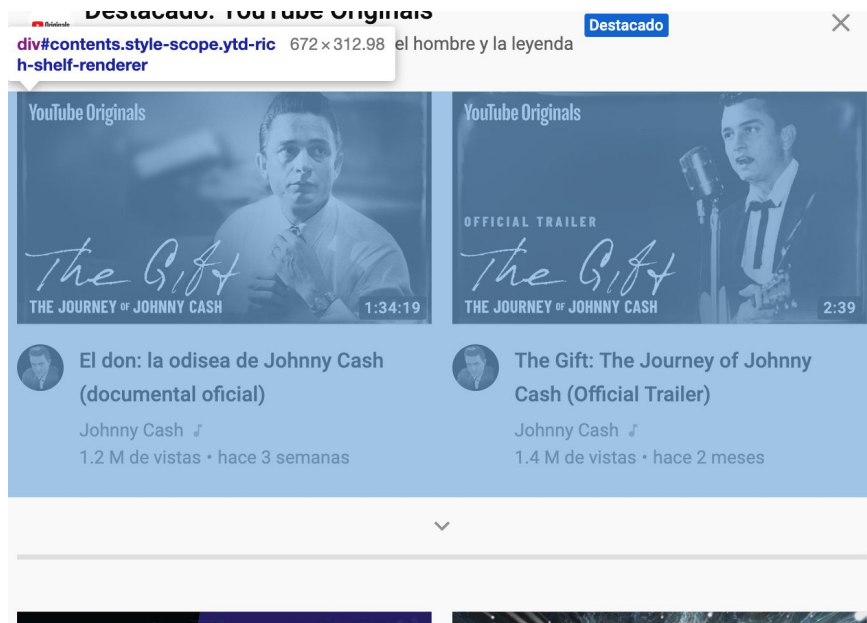 Destacado: YouTube Originals
Destacado
Originals
div#contents.style-scope.ytd-ric
h-shelf-renderer
672 × 312.98
el hombre y la leyenda
YouTube Originals
The Gift
THE JOURNEY OF JOHNNY CASH
1:34:19
YouTube Originals
OFFICIAL TRAILER
The Gift
THE JOURNEY OF JOHNNY CASH
2:39
El don: la odisea de Johnny Cash
(documental oficial)
Johnny Cash
1.2 M de vistas • hace 3 semanas
The Gift: The Journey of Johnny
Cash (Official Trailer)
Johnny Cash
1.4 M de vistas • hace 2 meses